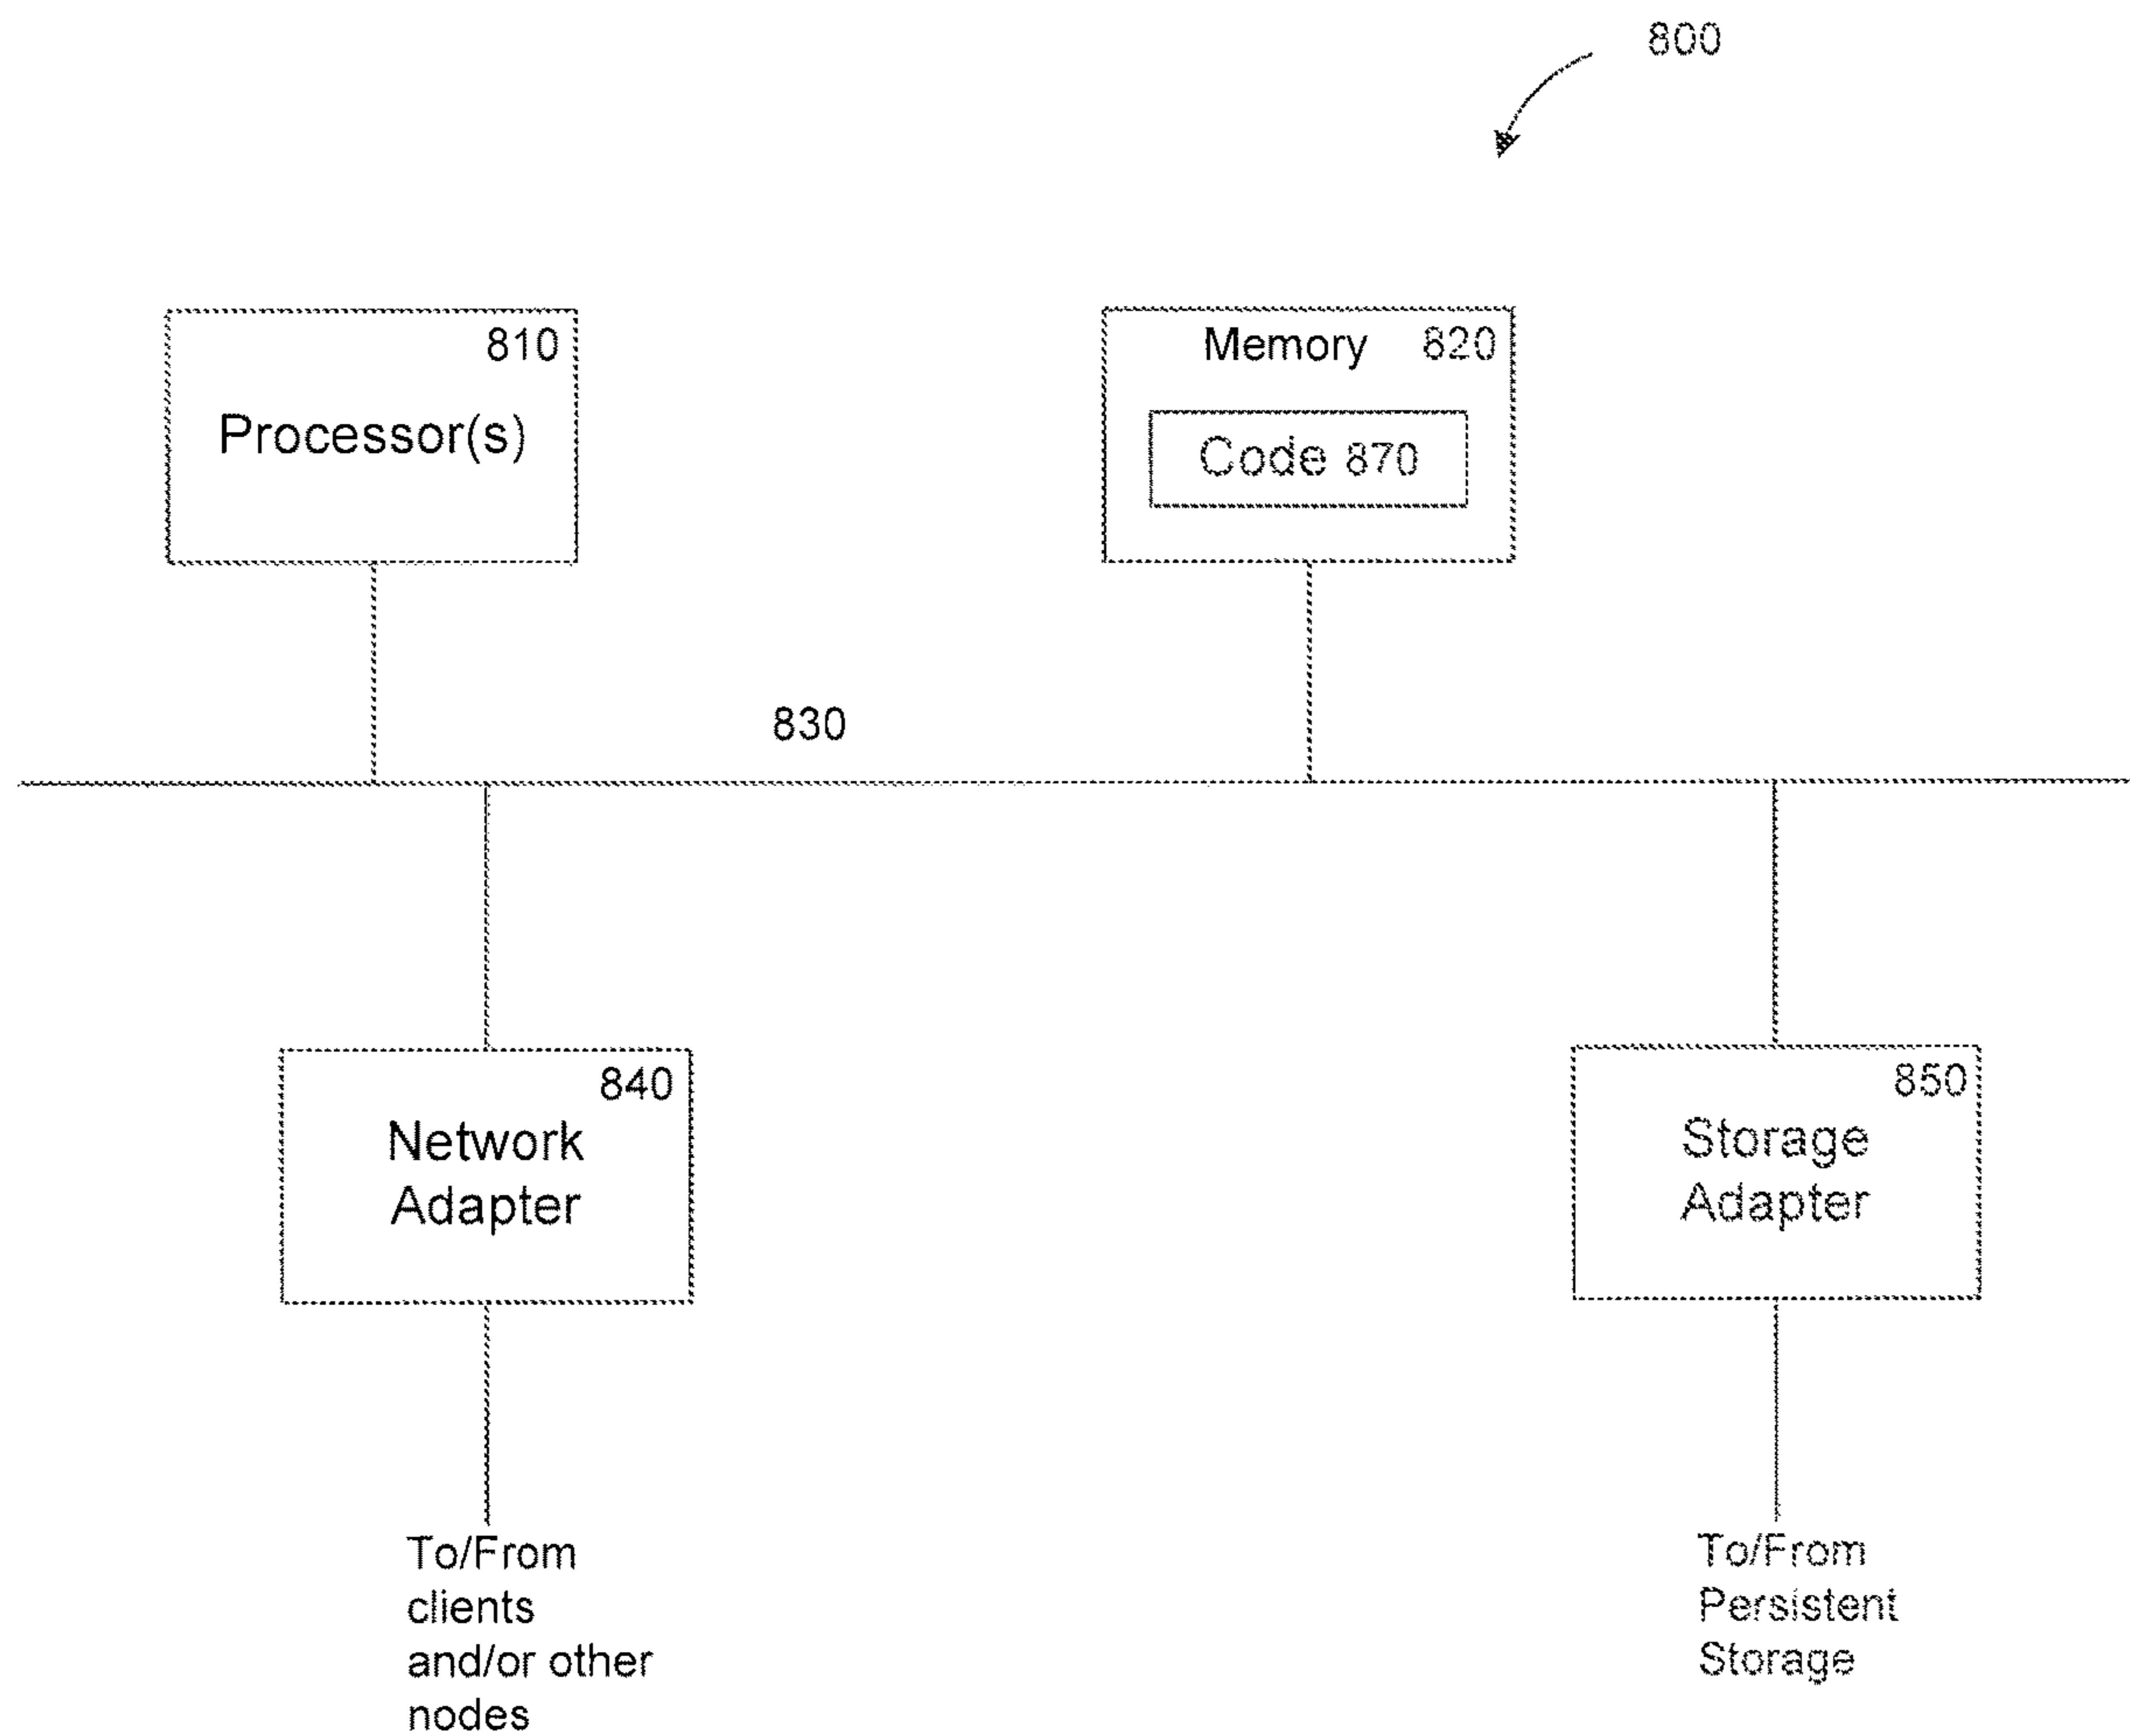 800
810
Processor(s)
Memory 820
Code 870
830
840
Network
Adapter
850
Storage
Adapter
To/From
clients
and/or other
nodes
To/From
Persistent
Storage